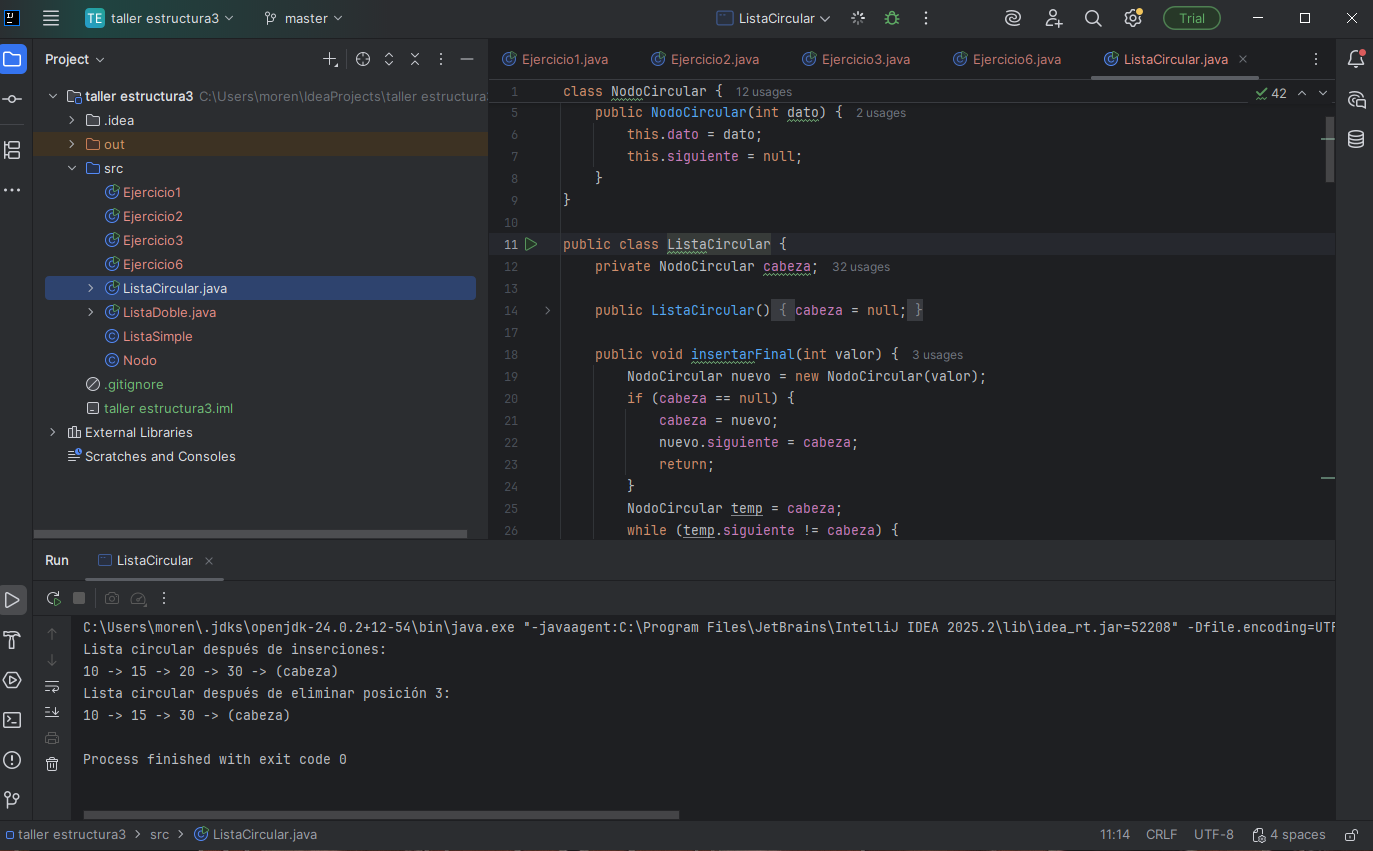 TE taller estructura3 master ListaCircular Trial
Project
Ejercicio1.java Ejercicio2.java Ejercicio3.java Ejercicio6.java ListaCircular.java
taller estructura3 C:\Users\moren\IdeaProjects\taller estructura3
.idea
out
src
Ejercicio1
Ejercicio2
Ejercicio3
Ejercicio6
ListaCircular.java
ListaDoble.java
ListaSimple
Nodo
.gitignore
taller estructura3.iml
External Libraries
Scratches and Consoles
1 class NodoCircular { 12 usages
42
5 public NodoCircular(int dato) { 2 usages
6 this.dato = dato;
7 this.siguiente = null;
8 }
9 }
10
11 public class ListaCircular {
12 private NodoCircular cabeza; 32 usages
13
14 public ListaCircular() { cabeza = null; }
17
18 public void insertarFinal(int valor) { 3 usages
19 NodoCircular nuevo = new NodoCircular(valor);
20 if (cabeza == null) {
21 cabeza = nuevo;
22 nuevo.siguiente = cabeza;
23 return;
24 }
25 NodoCircular temp = cabeza;
26 while (temp.siguiente != cabeza) {
Run ListaCircular
C:\Users\moren\.jdks\openjdk-24.0.2+12-54\bin\java.exe "-javaagent:C:\Program Files\JetBrains\IntelliJ IDEA 2025.2\lib\idea_rt.jar=52208" -Dfile.encoding=UTF
Lista circular después de inserciones:
10 -> 15 -> 20 -> 30 -> (cabeza)
Lista circular después de eliminar posición 3:
10 -> 15 -> 30 -> (cabeza)
Process finished with exit code 0
taller estructura3 > src > ListaCircular.java 11:14 CRLF UTF-8 4 spaces